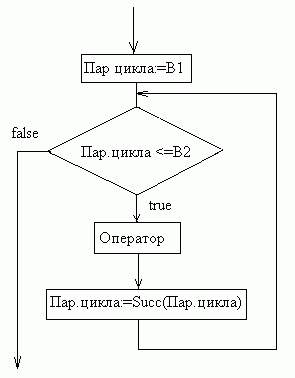 Пар цикла:=B1
false
Пар.цикла <=B2
true
Оператор
Пар.цикла:=Succ(Пар.цикла)